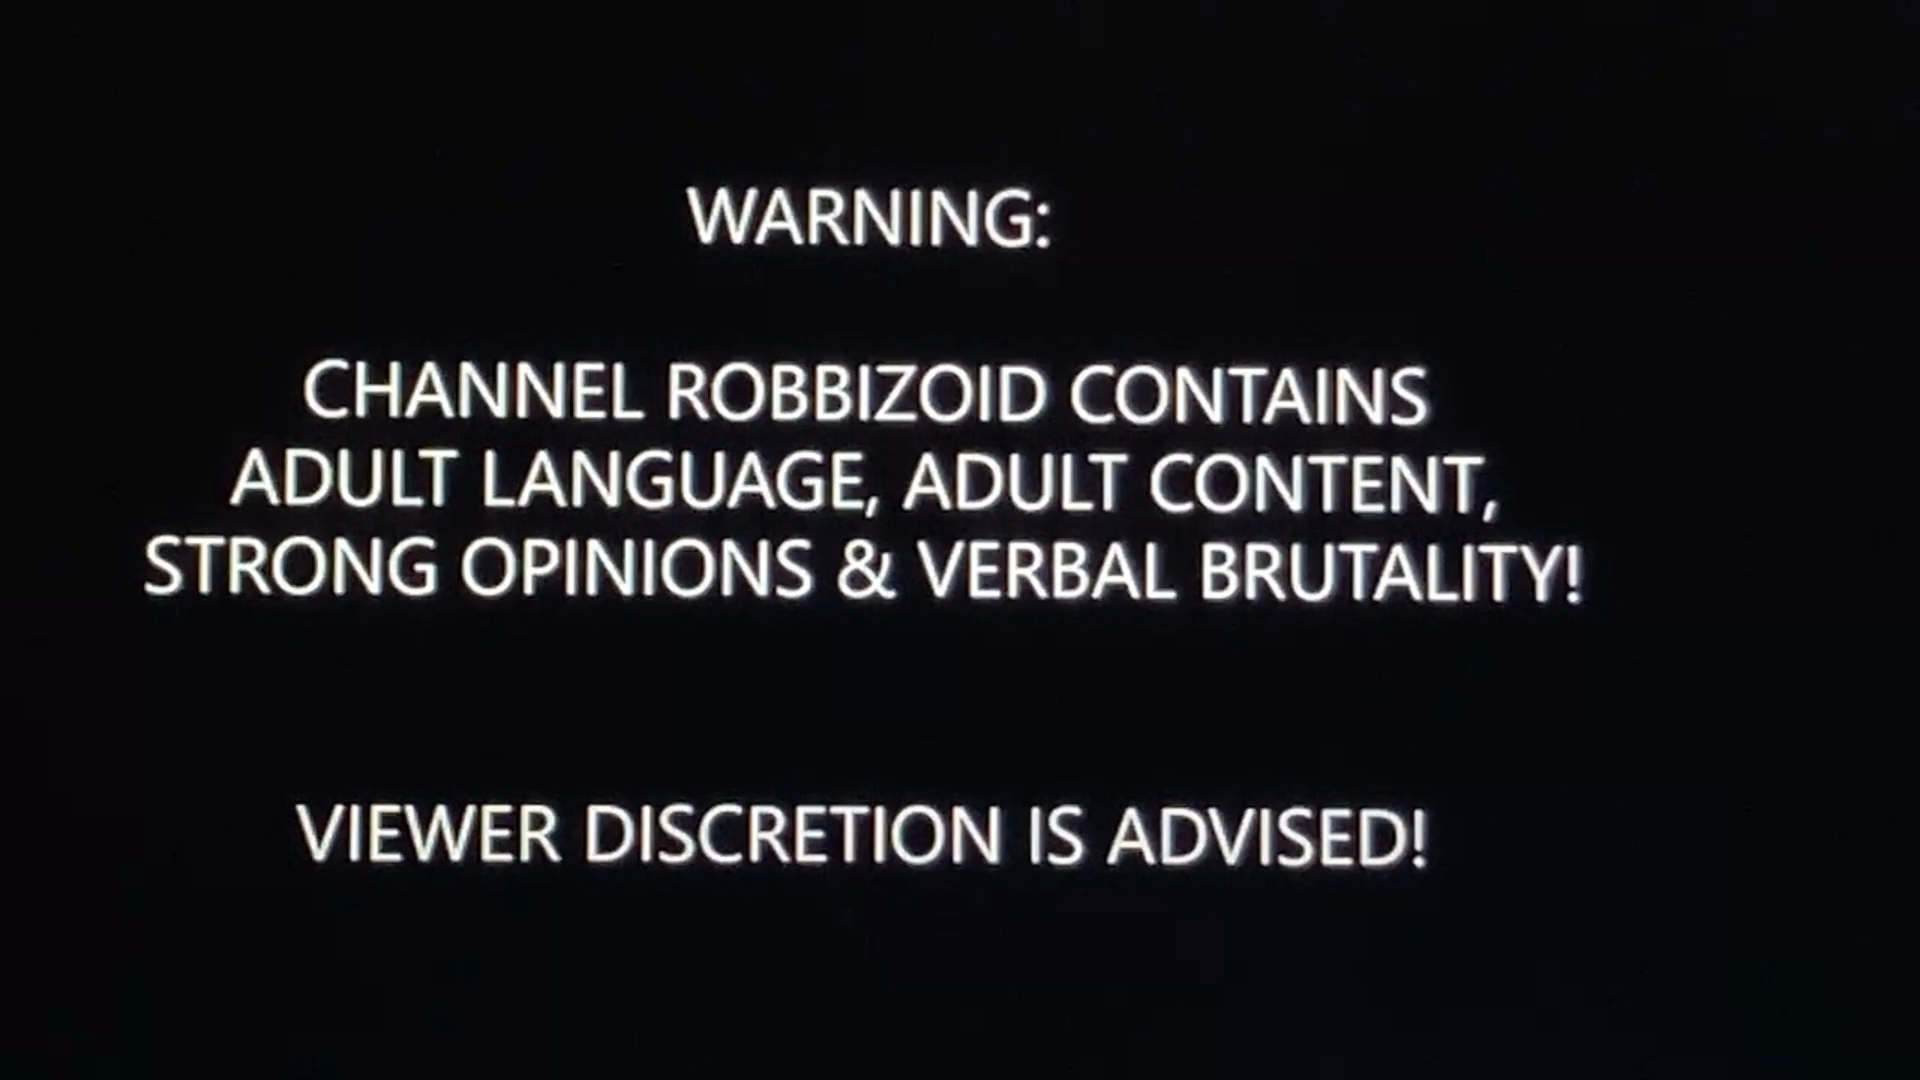 WARNING:
CHANNEL ROBBIZOID CONTAINS
ADULT LANGUAGE, ADULT CONTENT,
STRONG OPINIONS & VERBAL BRUTALITY!
VIEWER DISCRETION IS ADVISED!